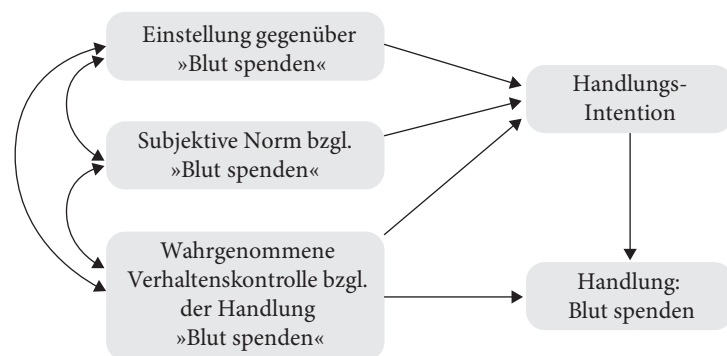 Einstellung gegenüber
»Blut spenden«
Subjektive Norm bzgl.
»Blut spenden«
Wahrgenommene
Verhaltenskontrolle bzgl.
der Handlung
»Blut spenden«
Handlungs-
Intention
Handlung:
Blut spenden